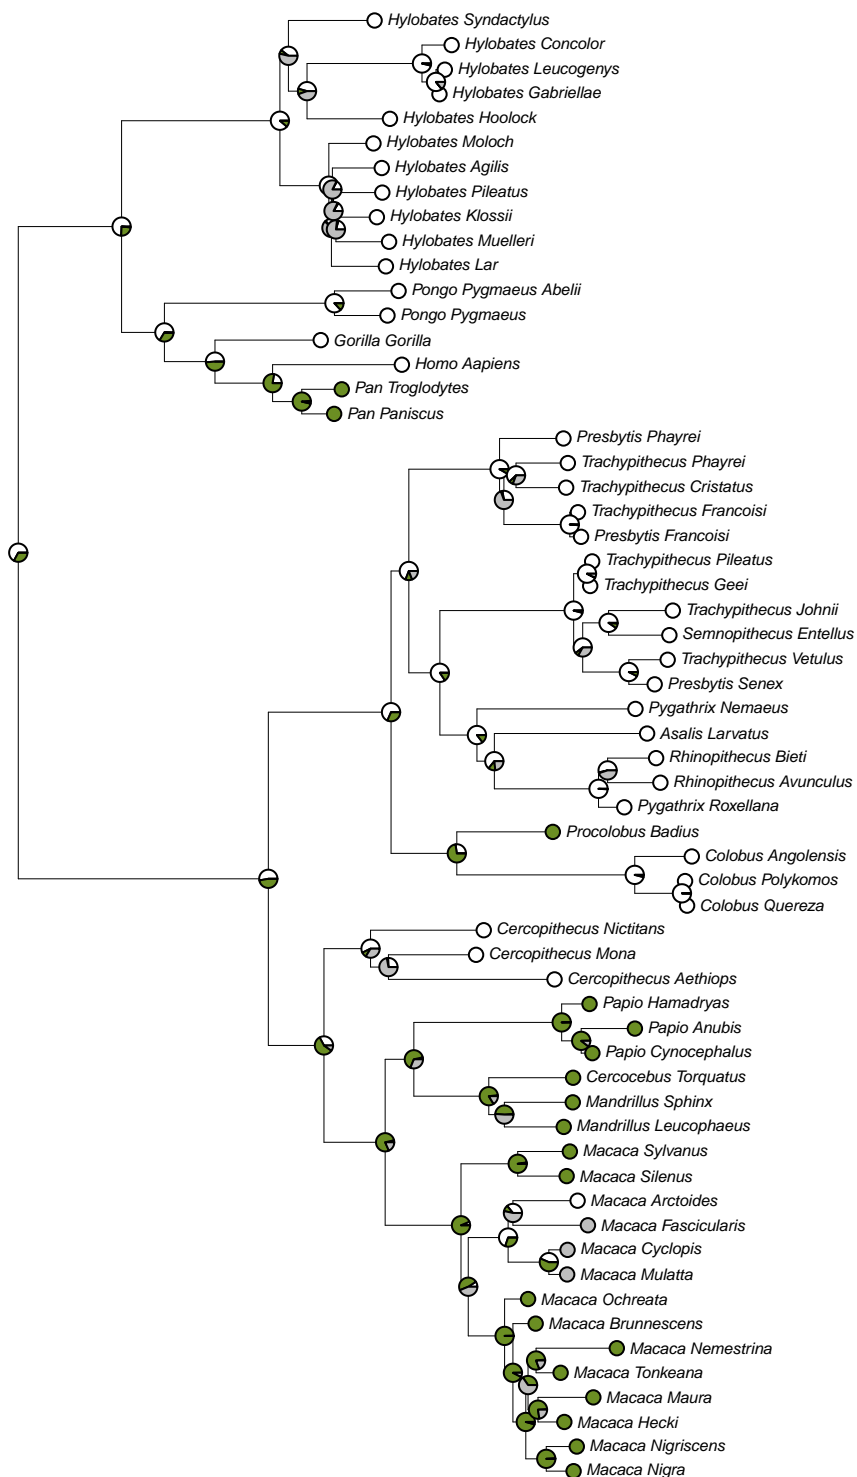 Hylobates Syndactylus
Hylobates Concolor
Hylobates Leucogenys
Hylobates Gabriellae
Hylobates Hoolock
Hylobates Moloch
Hylobates Agilis
Hylobates Pileatus
Hylobates Klossii
Hylobates Muelleri
Hylobates Lar
Pongo Pygmaeus Abelii
Pongo Pygmaeus
Gorilla Gorilla
Homo Aapiens
Pan Troglodytes
Pan Paniscus
Presbytis Phayrei
Trachypithecus Phayrei
Trachypithecus Cristatus
Trachypithecus Francoisi
Presbytis Francoisi
Trachypithecus Pileatus
Trachypithecus Geei
Trachypithecus Johnii
Semnopithecus Entellus
Trachypithecus Vetulus
Presbytis Senex
Pygathrix Nemaeus
Asalis Larvatus
Rhinopithecus Bieti
Rhinopithecus Avunculus
Pygathrix Roxellana
Procolobus Badius
Colobus Angolensis
Colobus Polykomos
Colobus Quereza
Cercopithecus Nictitans
Cercopithecus Mona
Cercopithecus Aethiops
Papio Hamadryas
Papio Anubis
Papio Cynocephalus
Cercocebus Torquatus
Mandrillus Sphinx
Mandrillus Leucophaeus
Macaca Sylvanus
Macaca Silenus
Macaca Arctoides
Macaca Fascicularis
Macaca Cyclopis
Macaca Mulatta
Macaca Ochreata
Macaca Brunnescens
Macaca Nemestrina
Macaca Tonkeana
Macaca Maura
Macaca Hecki
Macaca Nigriscens
Macaca Nigra